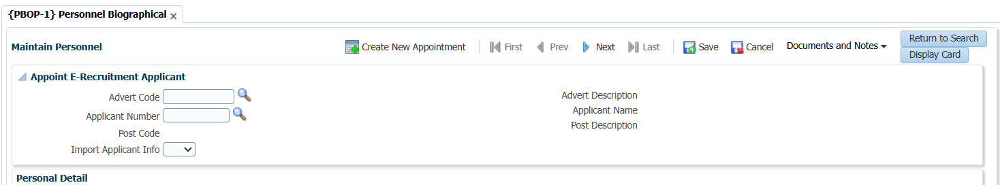 {PBOP-1} Personnel Biographical
Maintain Personnel
Create New Appointment
First
Prev
Next
Last
Save
Cancel
Documents and Notes
Return to Search
Display Card
Appoint E-Recruitment Applicant
Advert Code
Advert Description
Applicant Number
Applicant Name
Post Code
Post Description
Import Applicant Info
Personal Detail